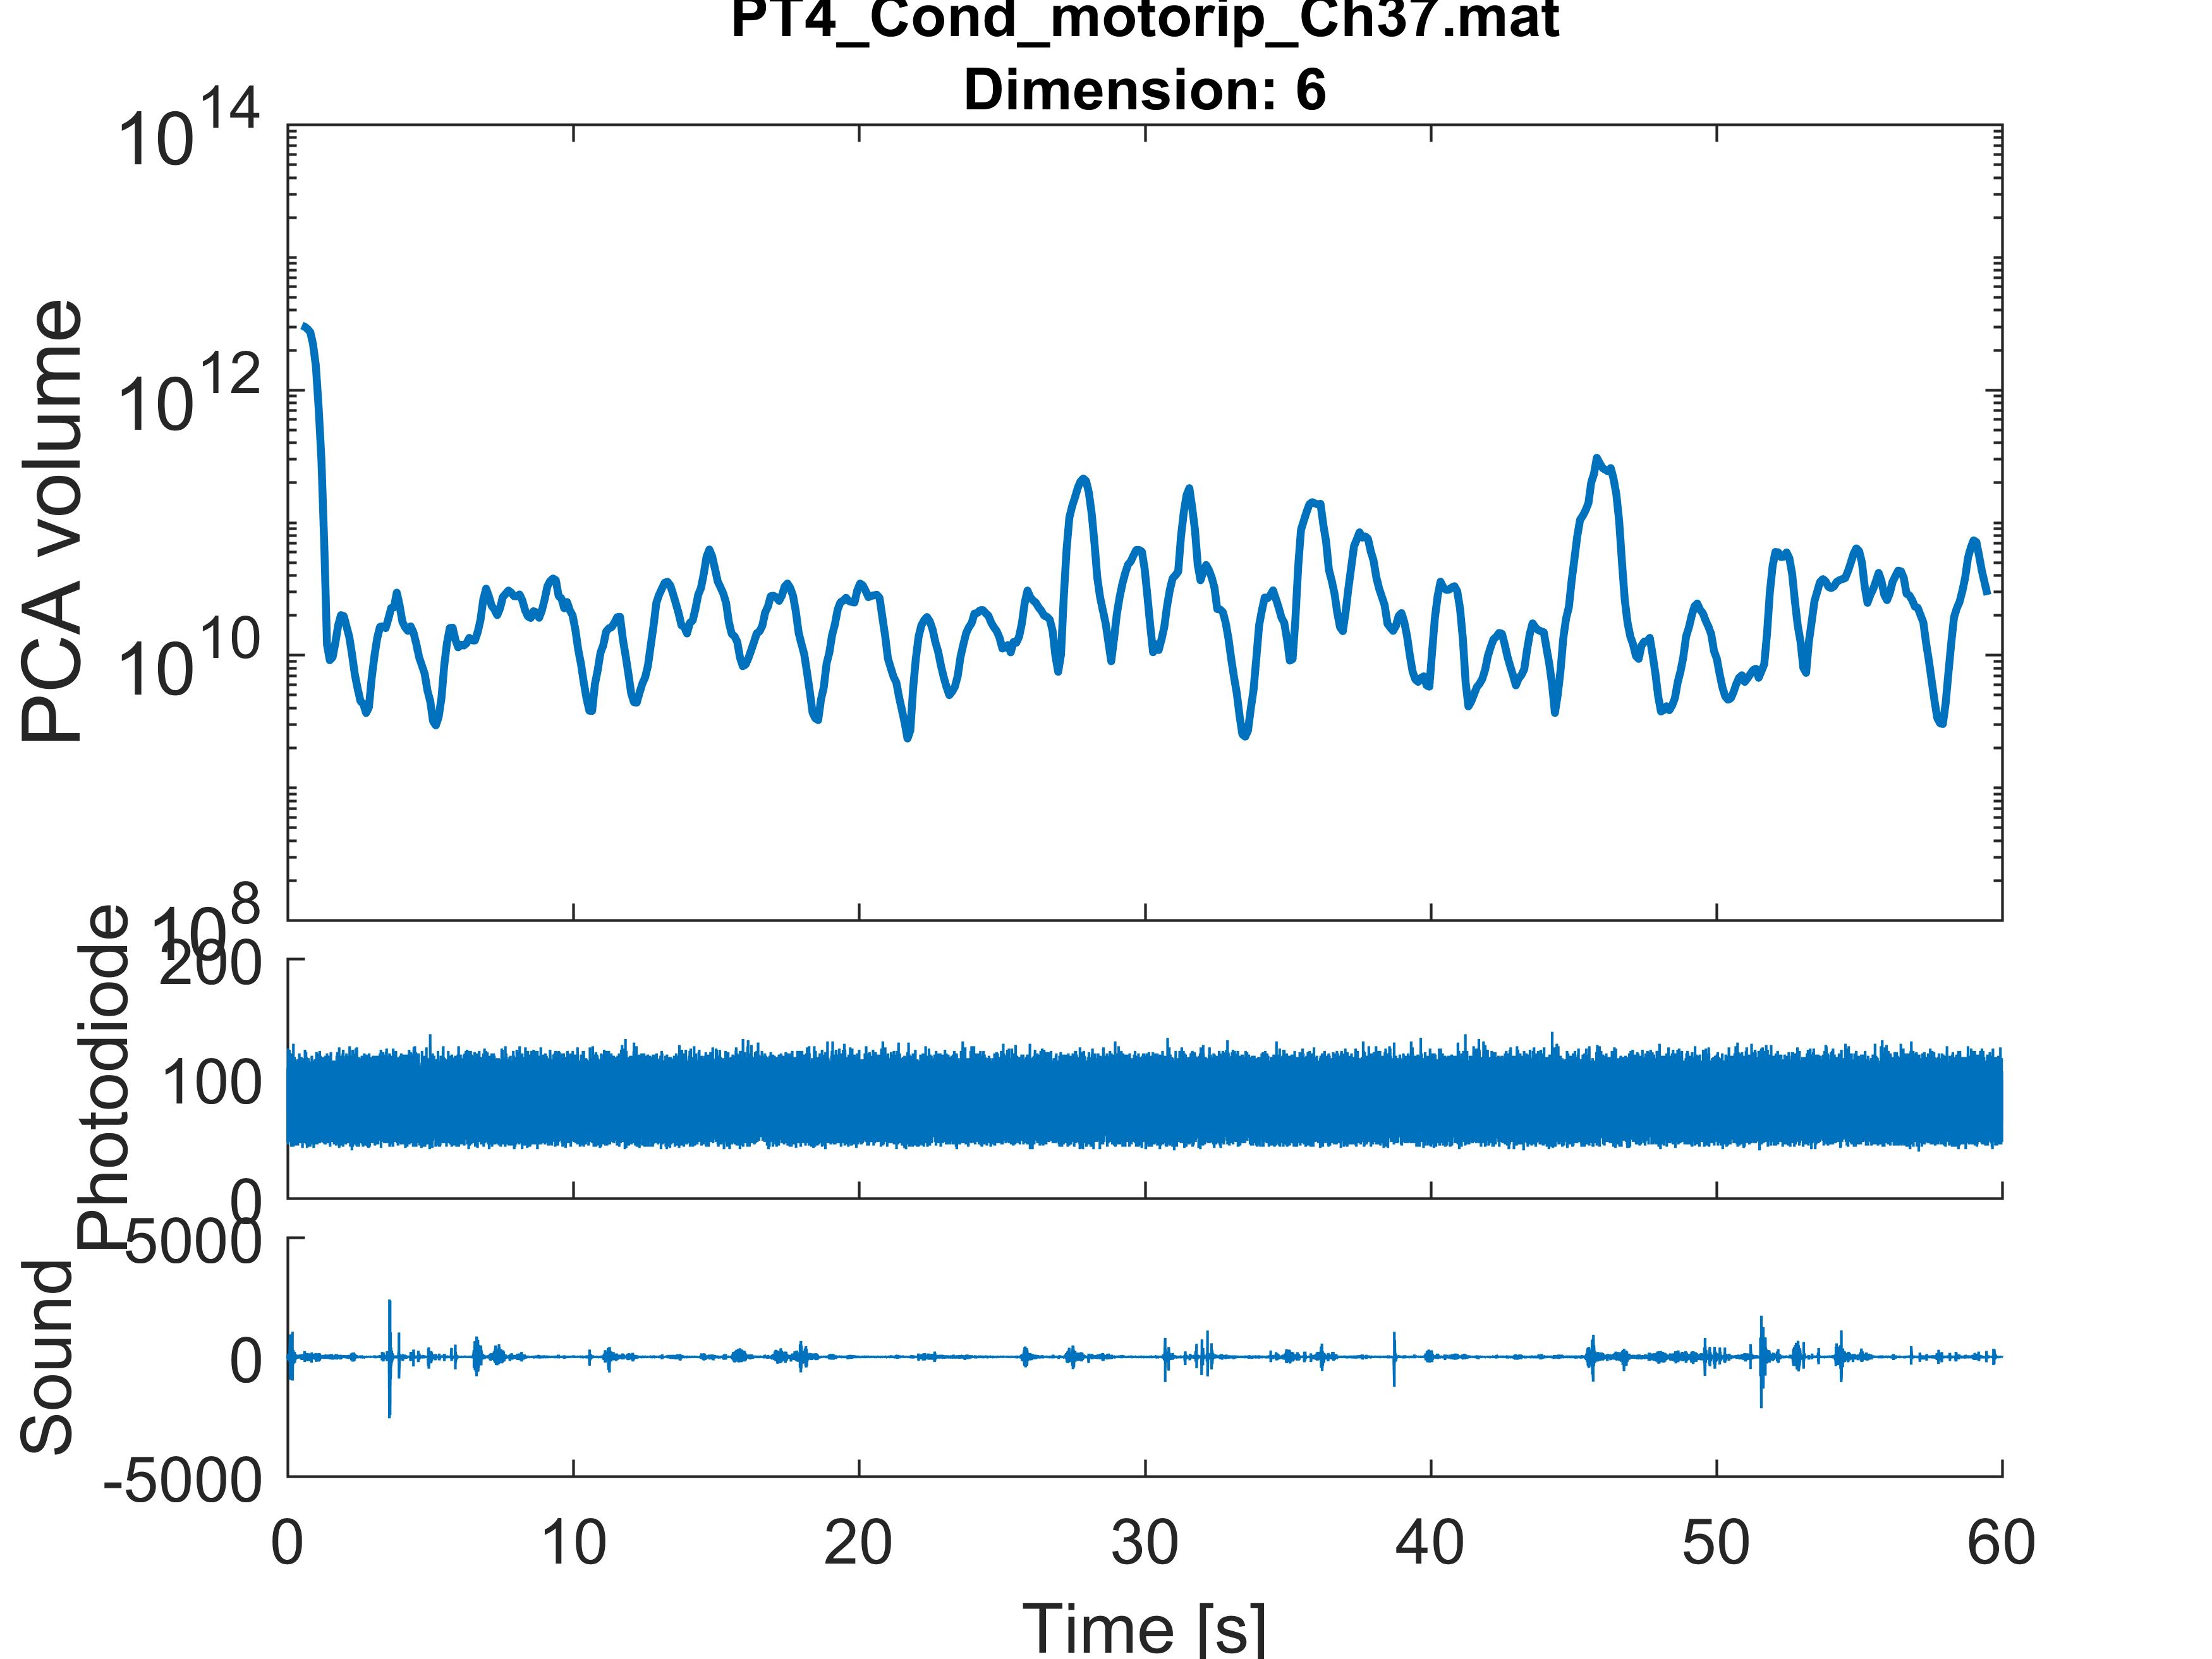 PT4_Cond_motorip_Ch37.mat
Dimension: 6
PCA volume
10^14
10^12
10^10
10^8
Photodiode
200
100
0
Sound
5000
0
-5000
0 10 20 30 40 50 60
Time [s]